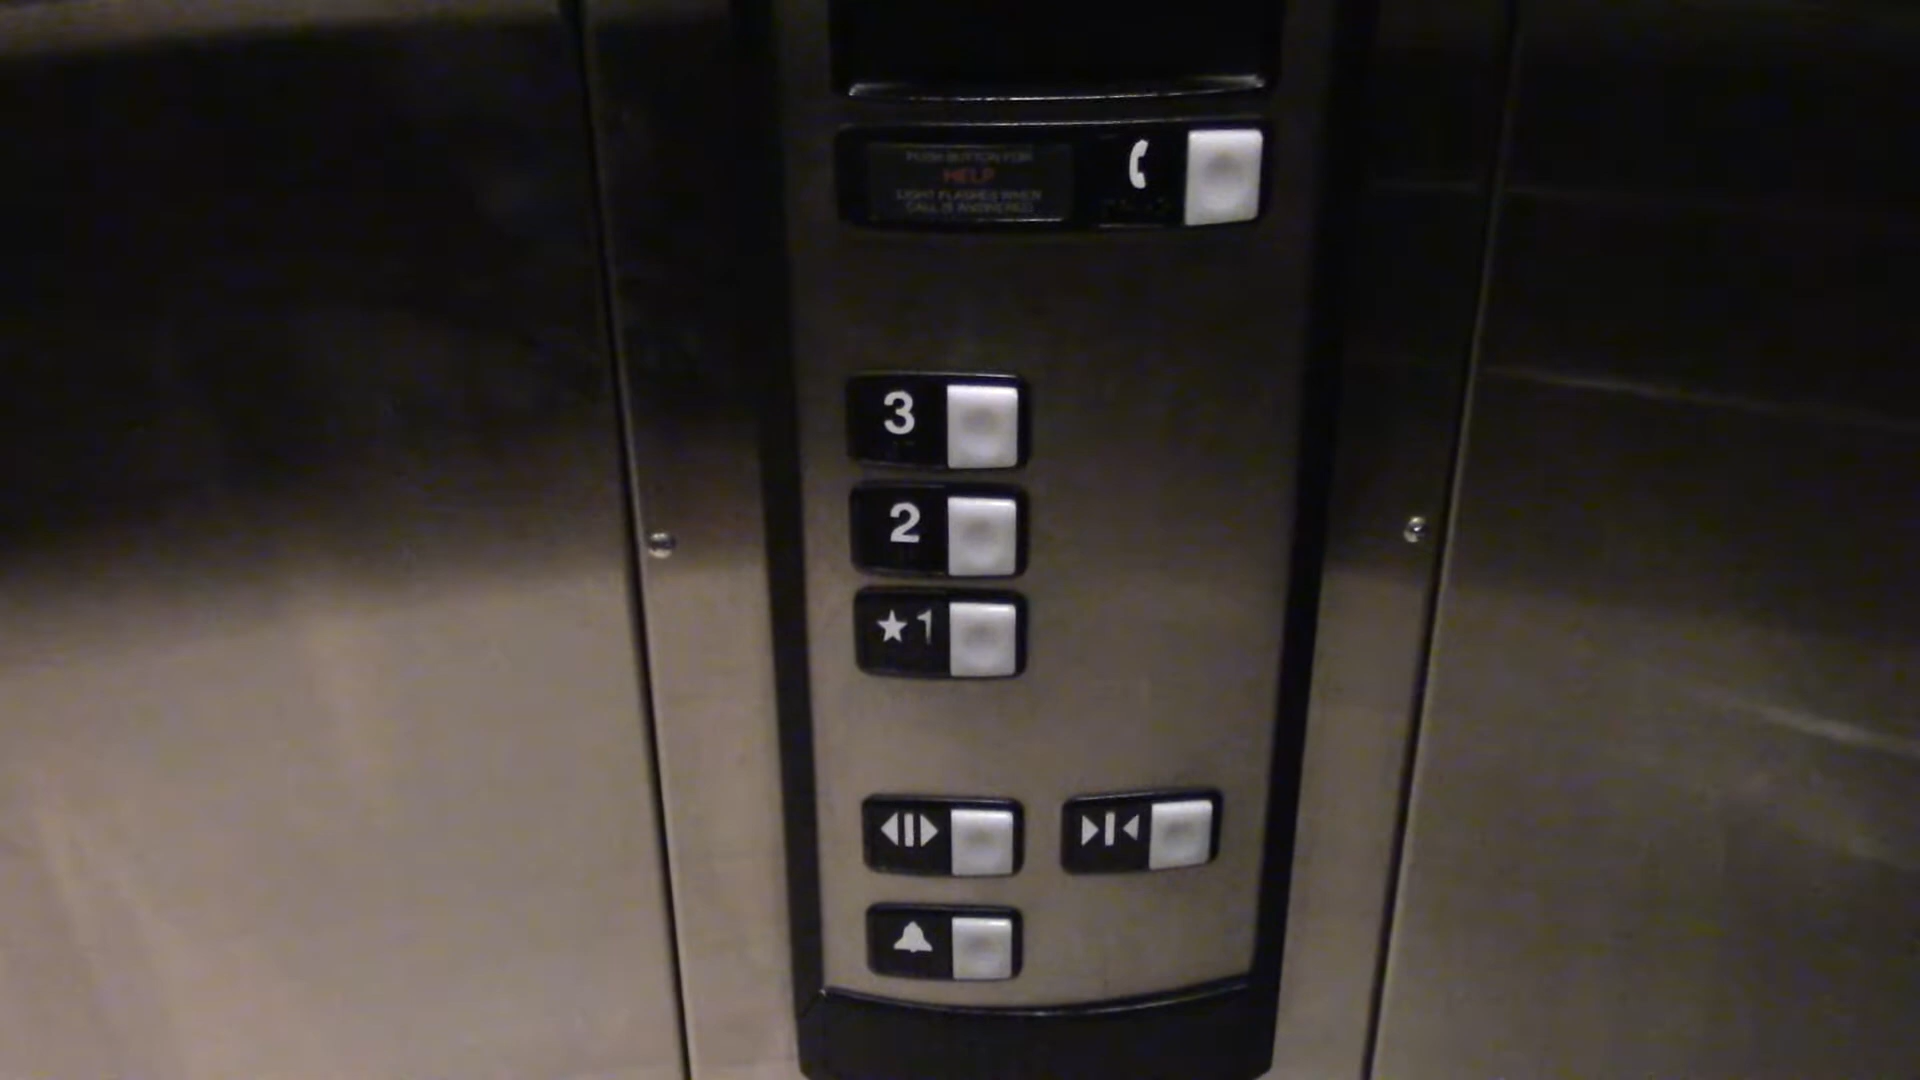 PUSH BUTTON FOR
HELP
LIGHT FLASHES WHEN
CALL IS ANSWERED
3
2
★1